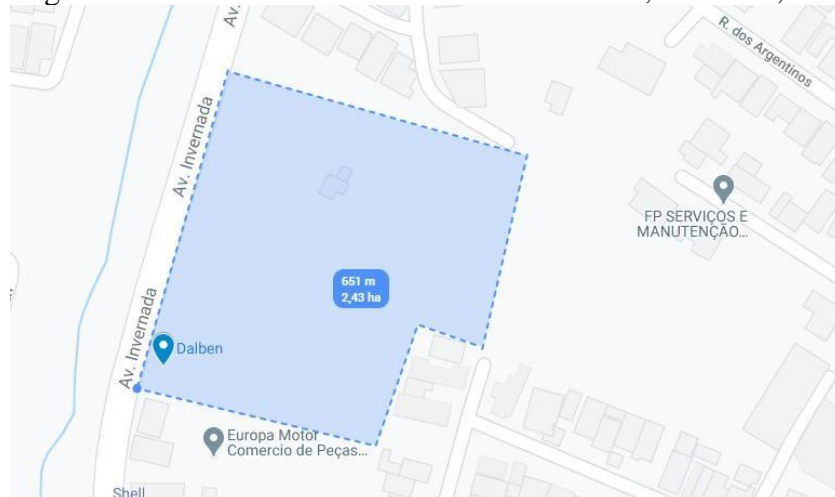 Av.
R. dos Argentinos
Av. Invernada
FP SERVIÇOS E
MANUTENÇÃO...
651 m
2,43 ha
Av. Invernada
Dalben
Europa Motor
Comercio de Peças...
Shell